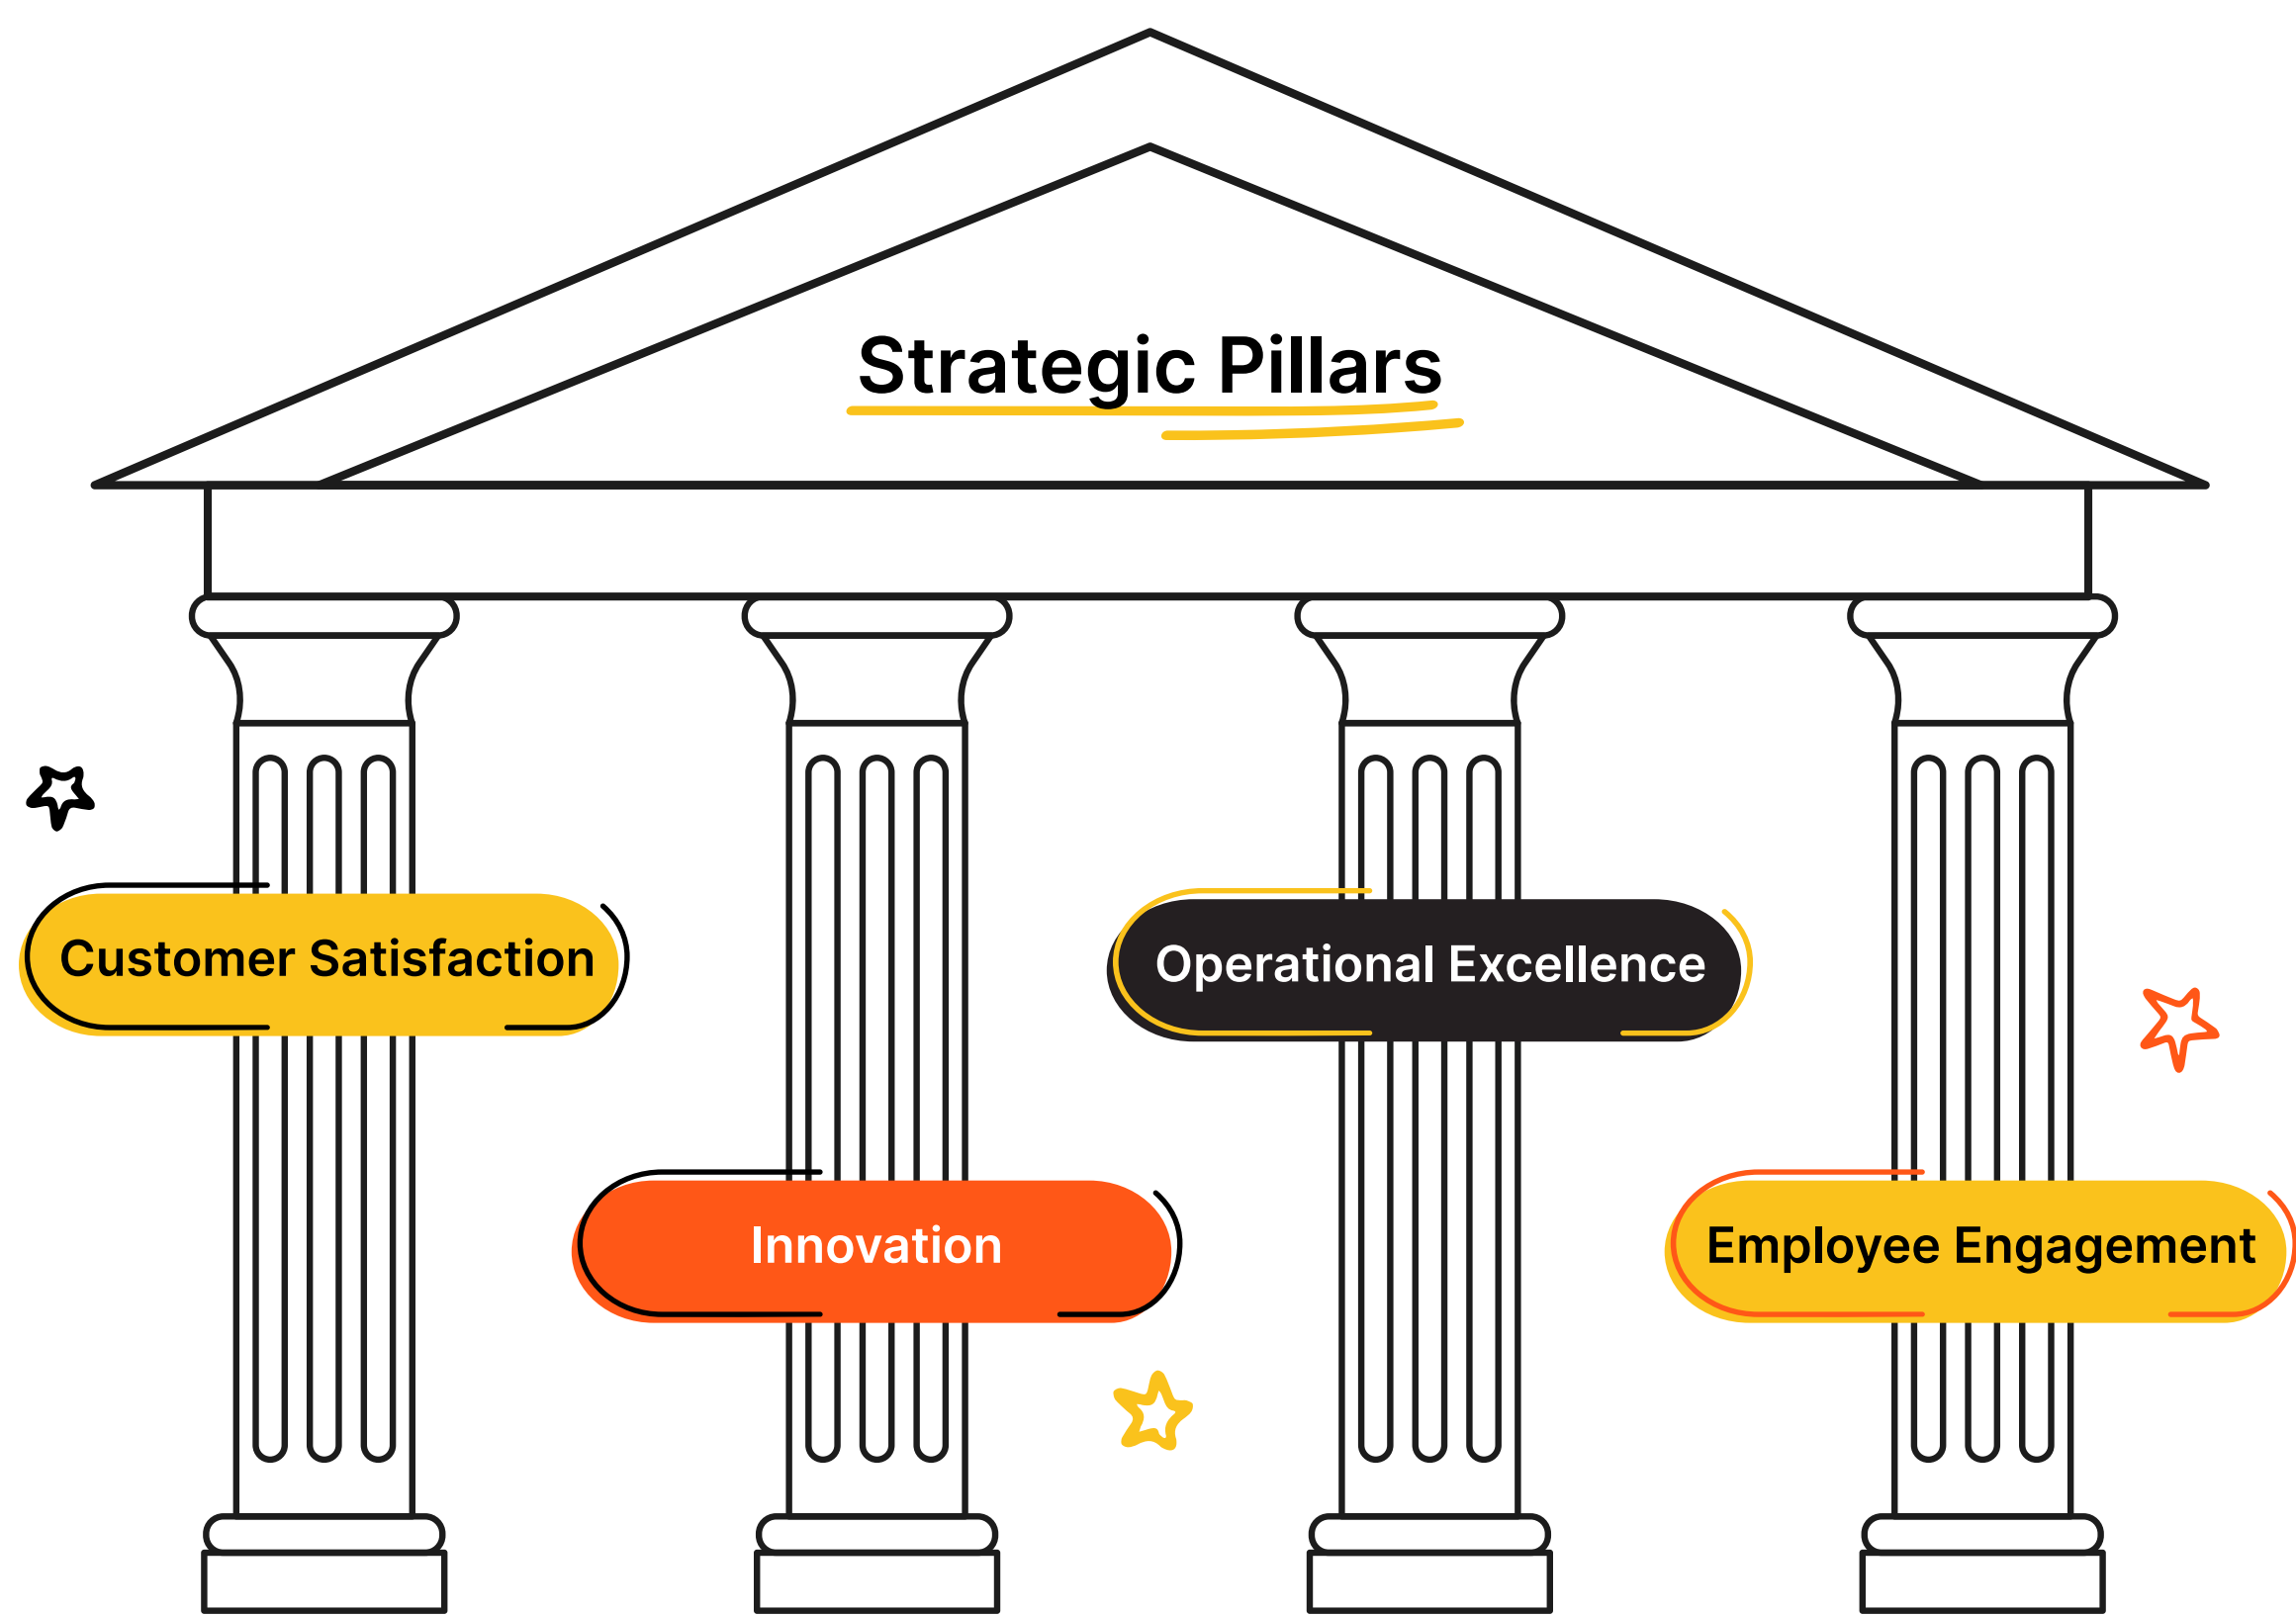 Strategic Pillars
Customer Satisfaction
Innovation
Operational Excellence
Employee Engagement